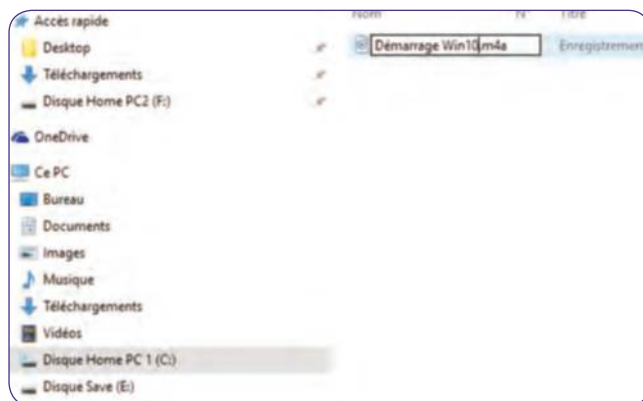 Nom N° Titre
Accès rapide
Desktop
Téléchargements
Disque Home PC2 (F:)
OneDrive
Ce PC
Bureau
Documents
Images
Musique
Téléchargements
Vidéos
Disque Home PC 1 (C:)
Disque Save (E:)
Démarrage Win10.m4a Enregistremen